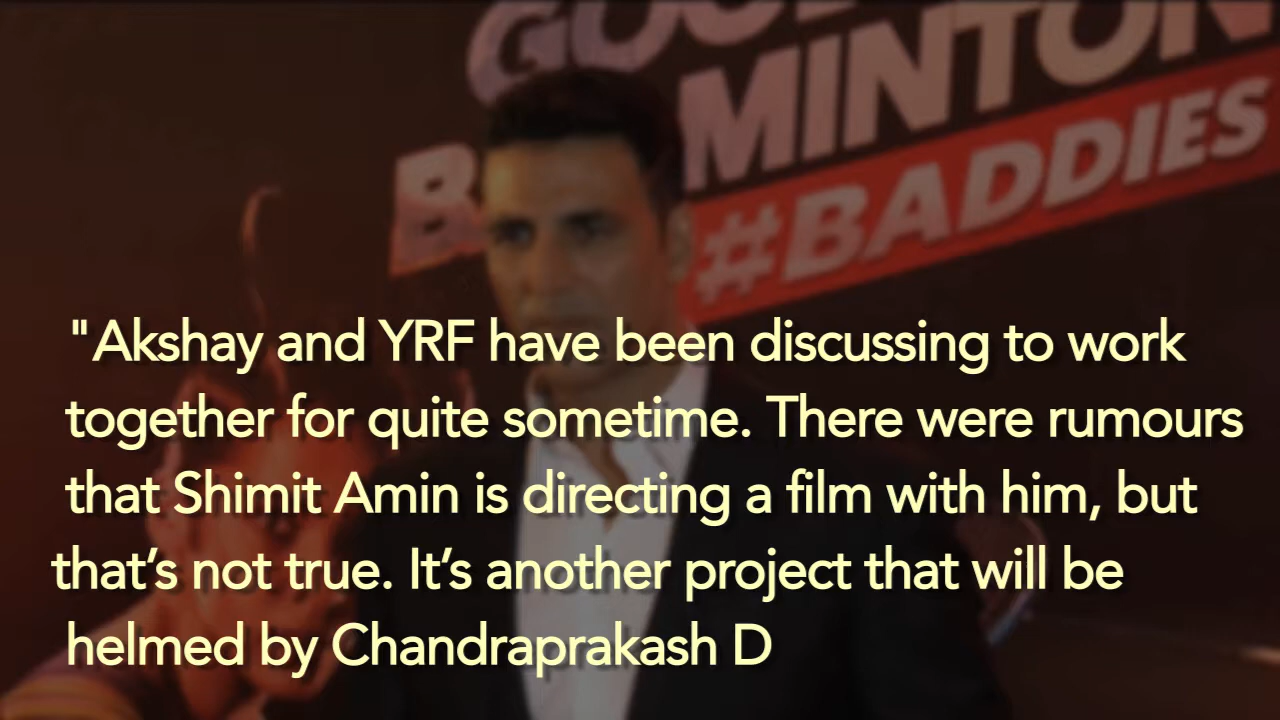 MINTON
#BADDIES
"Akshay and YRF have been discussing to work
together for quite sometime. There were rumours
that Shimit Amin is directing a film with him, but
that’s not true. It’s another project that will be
helmed by Chandraprakash D